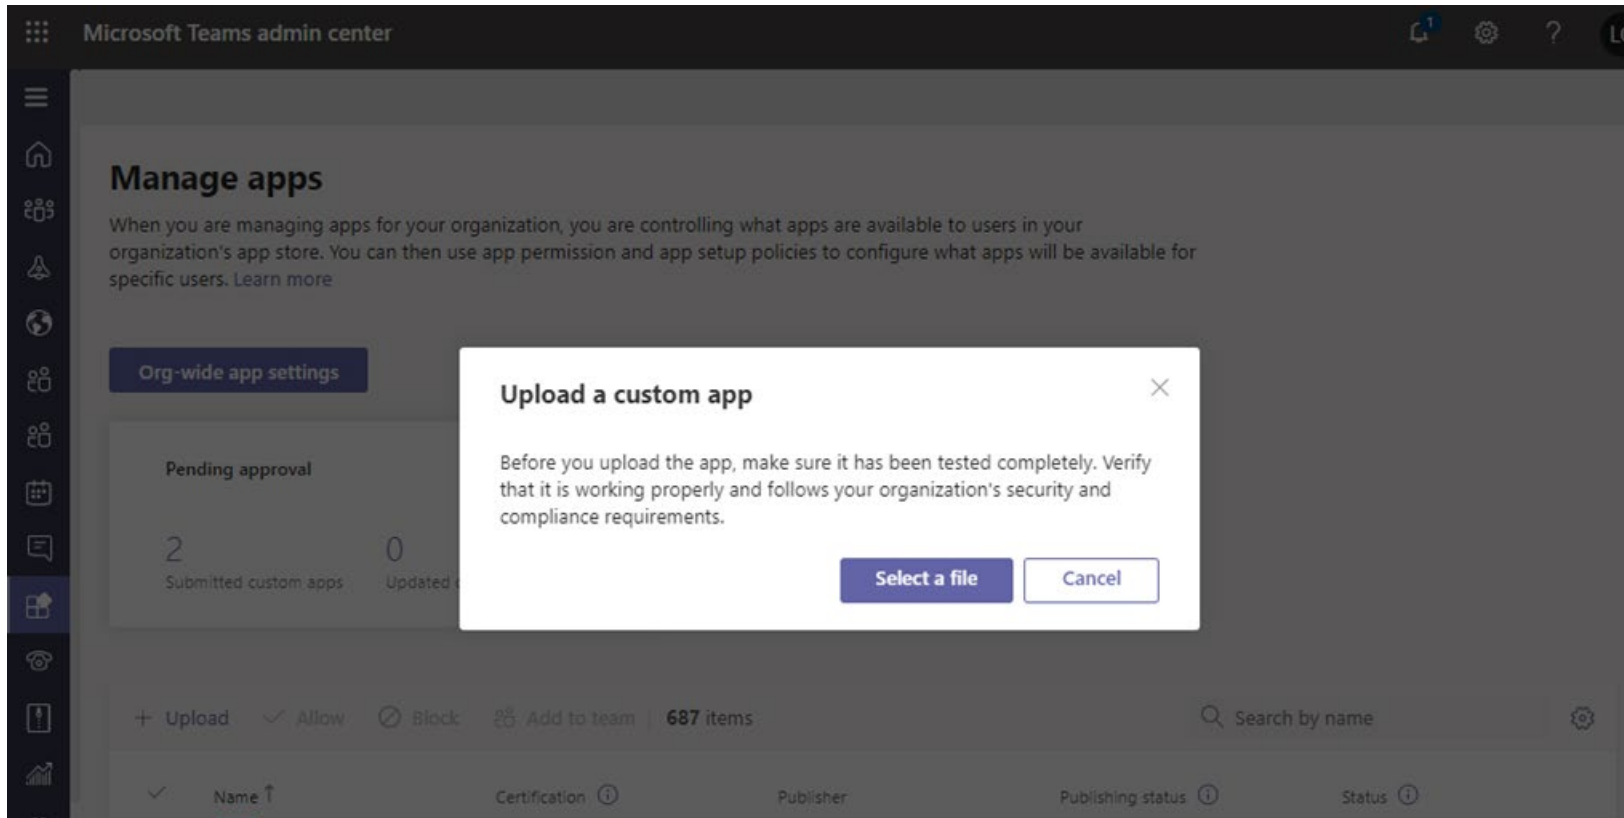 Microsoft Teams admin center
1
?
Manage apps
When you are managing apps for your organization, you are controlling what apps are available to users in your
organization's app store. You can then use app permission and app setup policies to configure what apps will be available for
specific users. Learn more
Org-wide app settings
Upload a custom app
Before you upload the app, make sure it has been tested completely. Verify
that it is working properly and follows your organization's security and
compliance requirements.
Select a file
Cancel
Pending approval
2
0
Submitted custom apps
Updated
+ Upload
Allow
Block
Add to team
687 items
Search by name
Name ↑
Certification
Publisher
Publishing status
Status